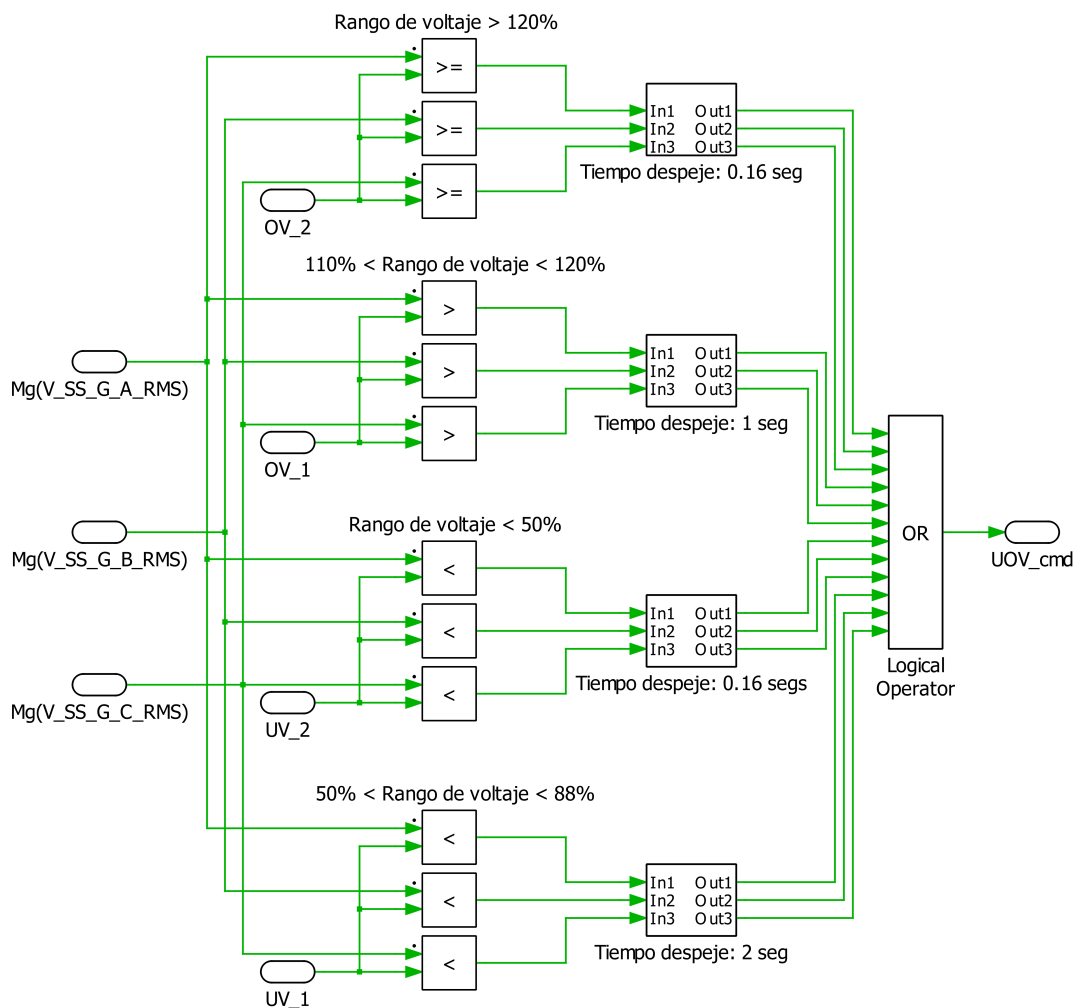 Rango de voltaje > 120%
>=
>=
>=
In1 Out1
In2 Out2
In3 Out3
Tiempo despeje: 0.16 seg
OV_2
110% < Rango de voltaje < 120%
>
>
>
In1 Out1
In2 Out2
In3 Out3
Tiempo despeje: 1 seg
Mg(V_SS_G_A_RMS)
OV_1
Mg(V_SS_G_B_RMS)
Rango de voltaje < 50%
<
<
<
In1 Out1
In2 Out2
In3 Out3
Tiempo despeje: 0.16 segs
OR
UOV_cmd
Logical
Operator
Mg(V_SS_G_C_RMS)
UV_2
50% < Rango de voltaje < 88%
<
<
<
In1 Out1
In2 Out2
In3 Out3
Tiempo despeje: 2 seg
UV_1